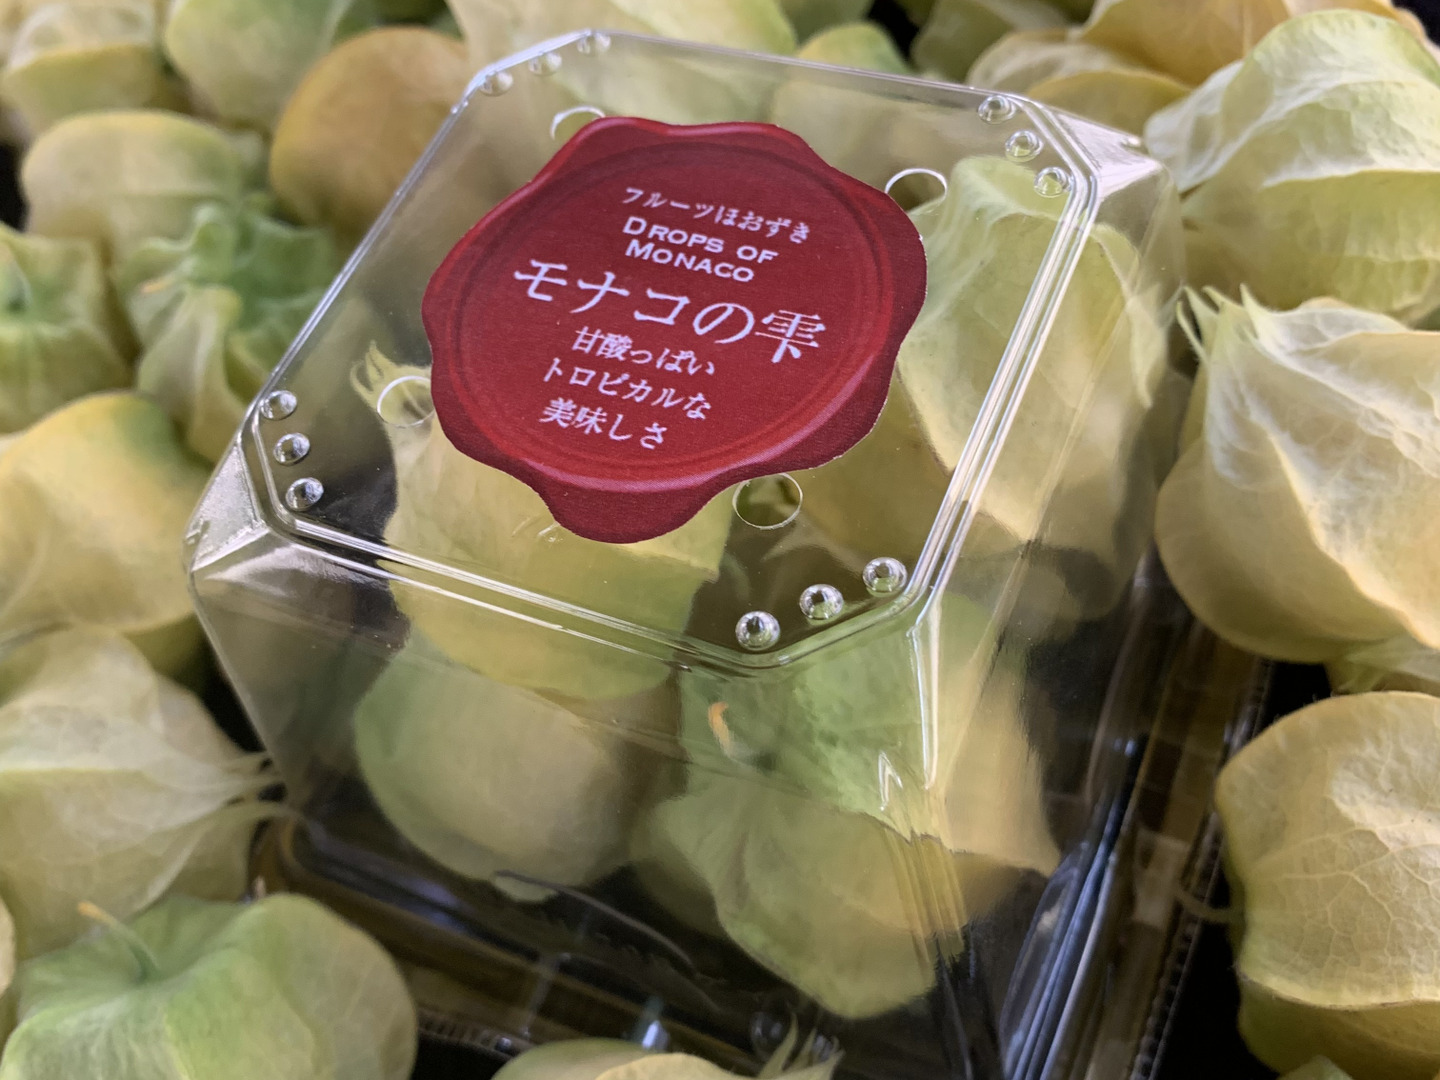 フルーツほおずき
DROPS OF
MONACO
モナコの雫
甘酸っぱい
トロピカルな
美味しさ